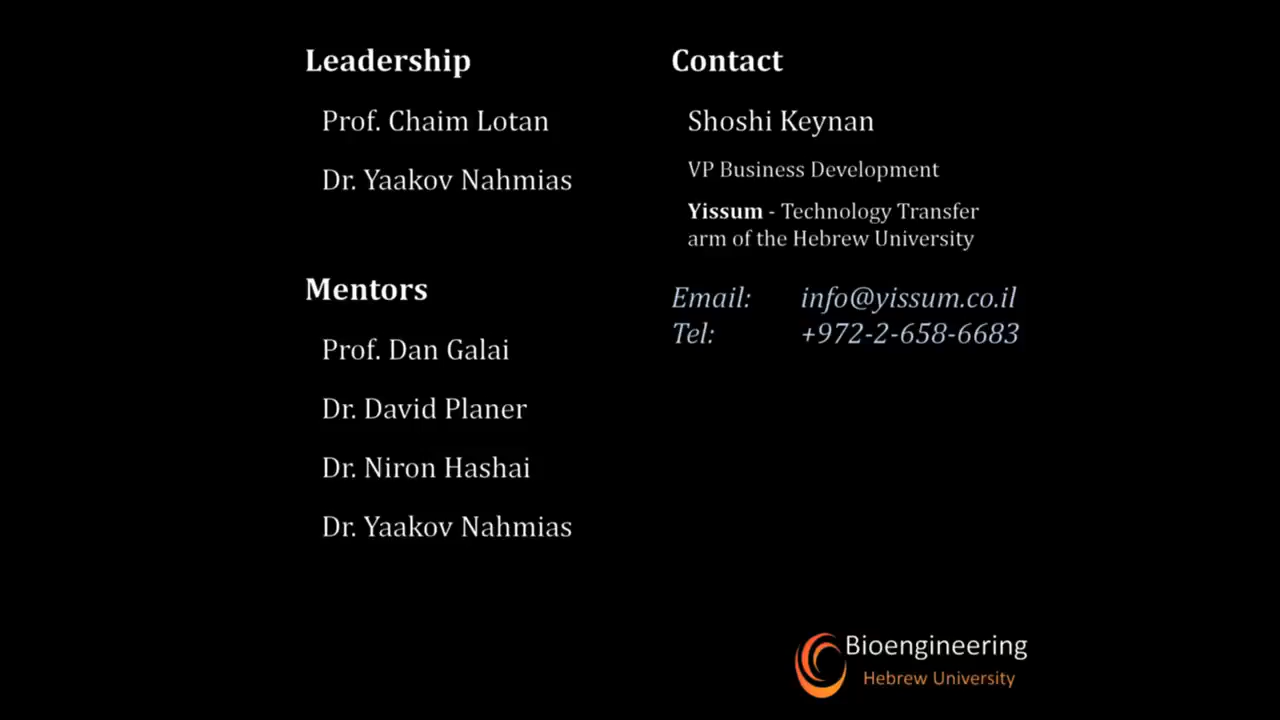 Leadership
Prof. Chaim Lotan
Dr. Yaakov Nahmias
Mentors
Prof. Dan Galai
Dr. David Planer
Dr. Niron Hashai
Dr. Yaakov Nahmias
Contact
Shoshi Keynan
VP Business Development
Yissum - Technology Transfer
arm of the Hebrew University
Email: info@yissum.co.il
Tel: +972-2-658-6683
Bioengineering
Hebrew University